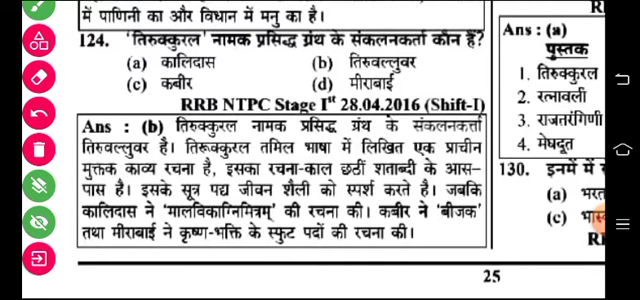 में पाणिनी का और विधान में मनु का है।
124. 'तिरुक्कुरल' नामक प्रसिद्ध ग्रंथ के संकलनकर्ता कौन हैं?
(a) कालिदास (b) तिरुवल्लुवर
(c) कबीर (d) मीराबाई
RRB NTPC Stage Iˢᵗ 28.04.2016 (Shift-I)
Ans : (b) तिरुक्कुरल नामक प्रसिद्ध ग्रंथ के संकलनकर्त्ता
तिरुवल्लुवर है। तिरूक्कुरल तमिल भाषा में लिखित एक प्राचीन
मुक्तक काव्य रचना है, इसका रचना-काल छठीं शताब्दी के आस-
पास है। इसके सूत्र पद्य जीवन शैली को स्पर्श करते है। जबकि
कालिदास ने 'मालविकाग्निमित्रम्' की रचना की। कबीर ने 'बीजक'
तथा मीराबाई ने कृष्ण-भक्ति के स्फुट पदों की रचना की।
25
Ans : (a)
पुस्तक
1. तिरुक्कुरल
2. रत्नावली
3. राजतरंगिणी
4. मेघदूत
130. इनमें में
(a) भरत
(c) भास्क